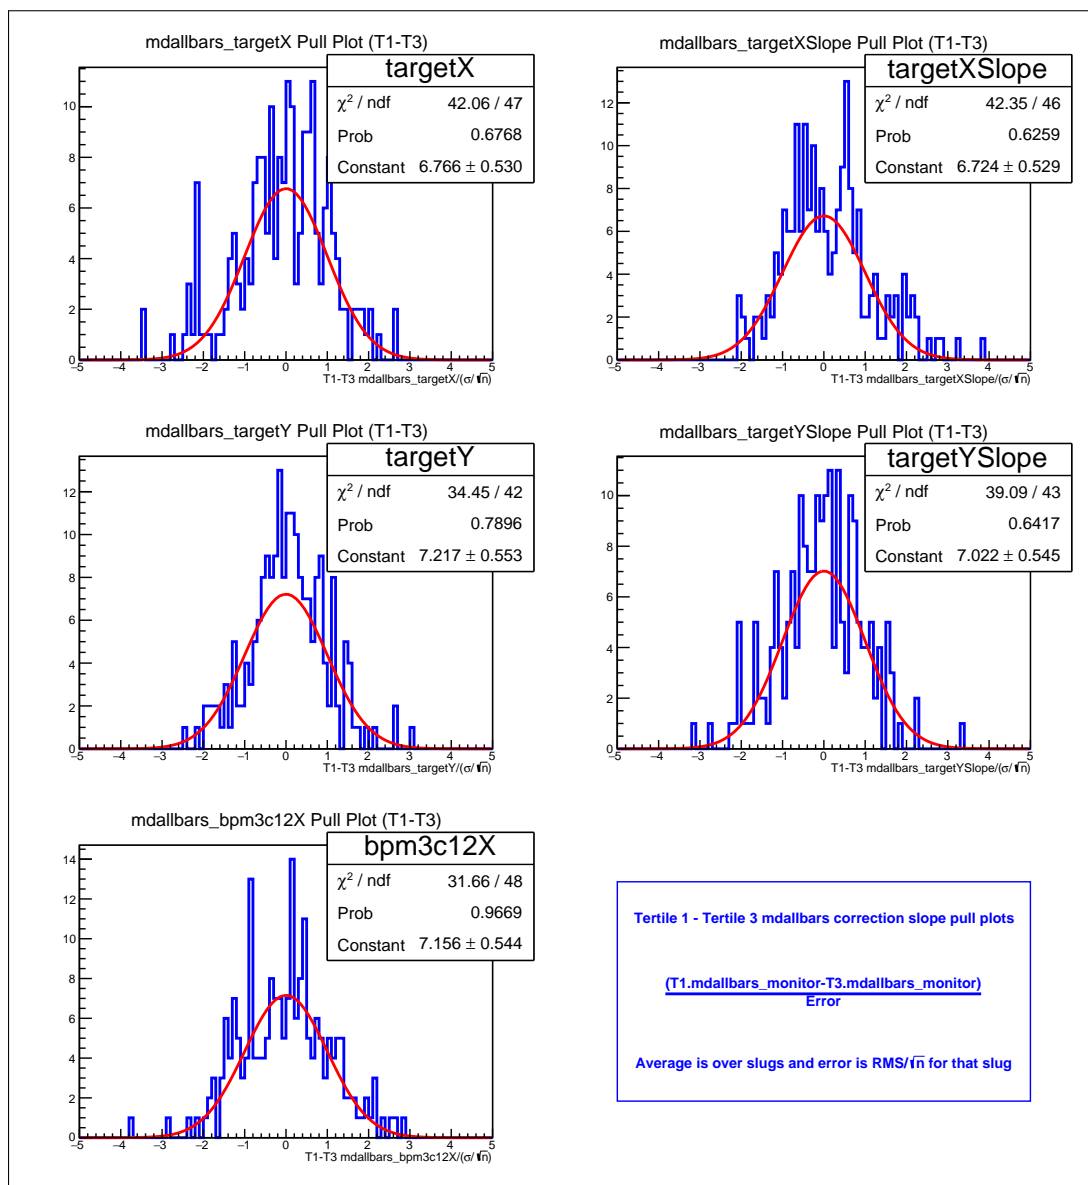 mdallbars_targetX Pull Plot (T1-T3)
targetX
χ² / ndf 42.06 / 47
Prob 0.6768
Constant 6.766 ± 0.530
10
8
6
4
2
0
−5 −4 −3 −2 −1 0 1 2 3 4 5
T1-T3 mdallbars_targetX/(σ/√n)
mdallbars_targetXSlope Pull Plot (T1-T3)
targetXSlope
χ² / ndf 42.35 / 46
Prob 0.6259
Constant 6.724 ± 0.529
12
10
8
6
4
2
0
−5 −4 −3 −2 −1 0 1 2 3 4 5
T1-T3 mdallbars_targetXSlope/(σ/√n)
mdallbars_targetY Pull Plot (T1-T3)
targetY
χ² / ndf 34.45 / 42
Prob 0.7896
Constant 7.217 ± 0.553
12
10
8
6
4
2
0
−5 −4 −3 −2 −1 0 1 2 3 4 5
T1-T3 mdallbars_targetY/(σ/√n)
mdallbars_targetYSlope Pull Plot (T1-T3)
targetYSlope
χ² / ndf 39.09 / 43
Prob 0.6417
Constant 7.022 ± 0.545
10
8
6
4
2
0
−5 −4 −3 −2 −1 0 1 2 3 4 5
T1-T3 mdallbars_targetYSlope/(σ/√n)
mdallbars_bpm3c12X Pull Plot (T1-T3)
bpm3c12X
χ² / ndf 31.66 / 48
Prob 0.9669
Constant 7.156 ± 0.544
14
12
10
8
6
4
2
0
−5 −4 −3 −2 −1 0 1 2 3 4 5
T1-T3 mdallbars_bpm3c12X/(σ/√n)
Tertile 1 - Tertile 3 mdallbars correction slope pull plots
(T1.mdallbars_monitor-T3.mdallbars_monitor)
Error
Average is over slugs and error is RMS/√n for that slug